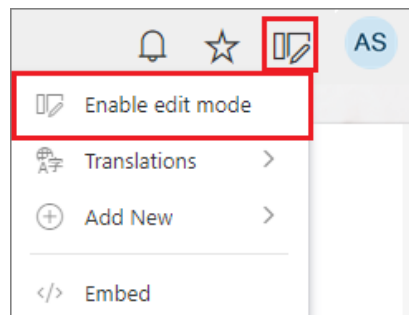 AS
Enable edit mode
Translations
Add New
</> Embed